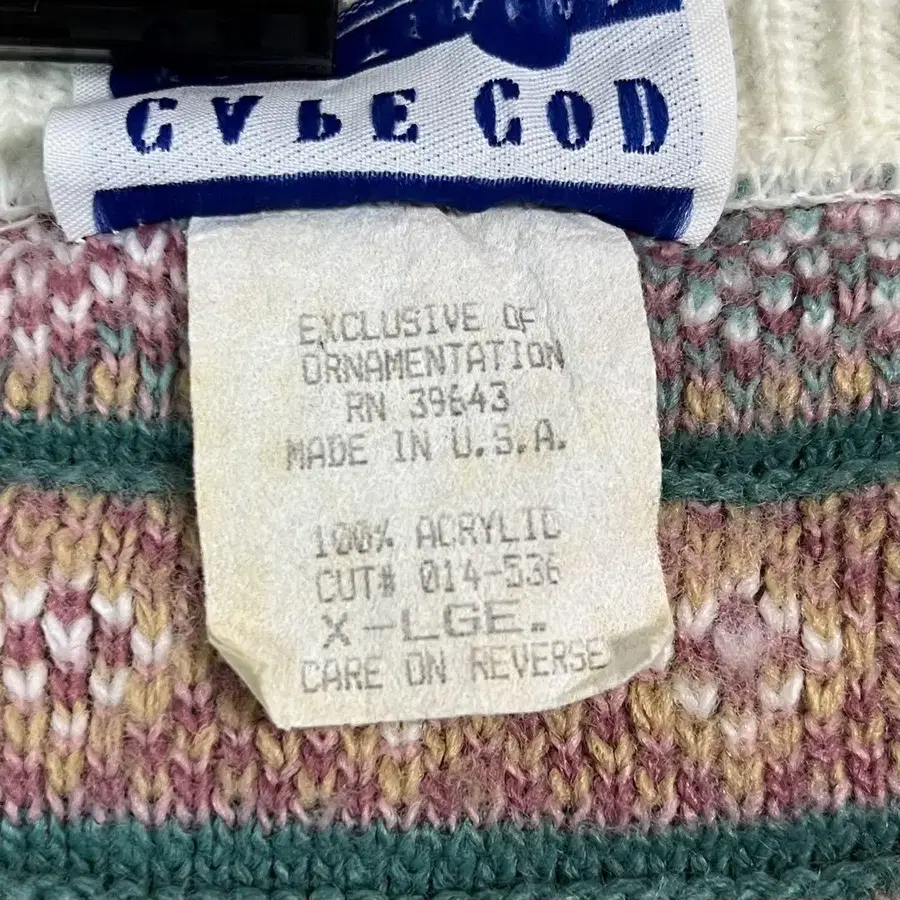 CAPE COD
EXCLUSIVE OF
ORNAMENTATION
RN 39643
MADE IN U.S.A.
100% ACRYLIC
CUT# 014-536
X-LGE.
CARE ON REVERSE